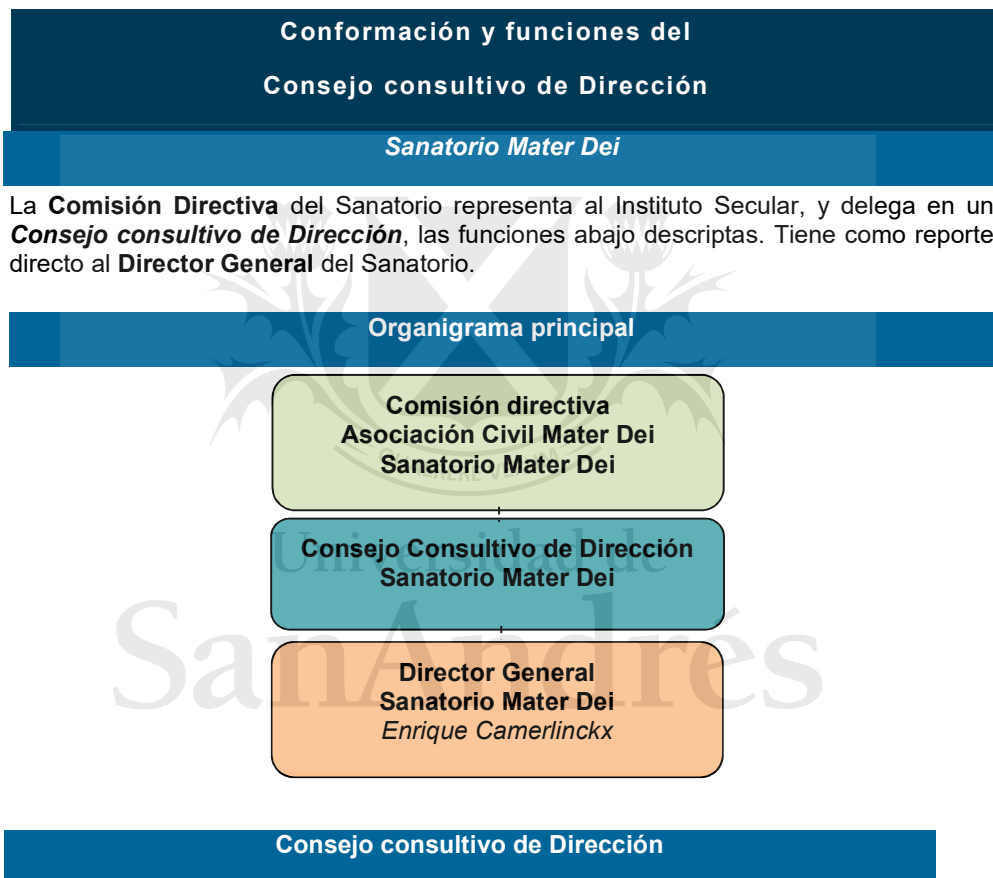 Conformación y funciones del
Consejo consultivo de Dirección
Sanatorio Mater Dei
La Comisión Directiva del Sanatorio representa al Instituto Secular, y delega en un
Consejo consultivo de Dirección, las funciones abajo descriptas. Tiene como reporte
directo al Director General del Sanatorio.
Organigrama principal
Comisión directiva
Asociación Civil Mater Dei
Sanatorio Mater Dei
Consejo Consultivo de Dirección
Sanatorio Mater Dei
Universidad de
SanAndrés
Director General
Sanatorio Mater Dei
Enrique Camerlinckx
Consejo consultivo de Dirección